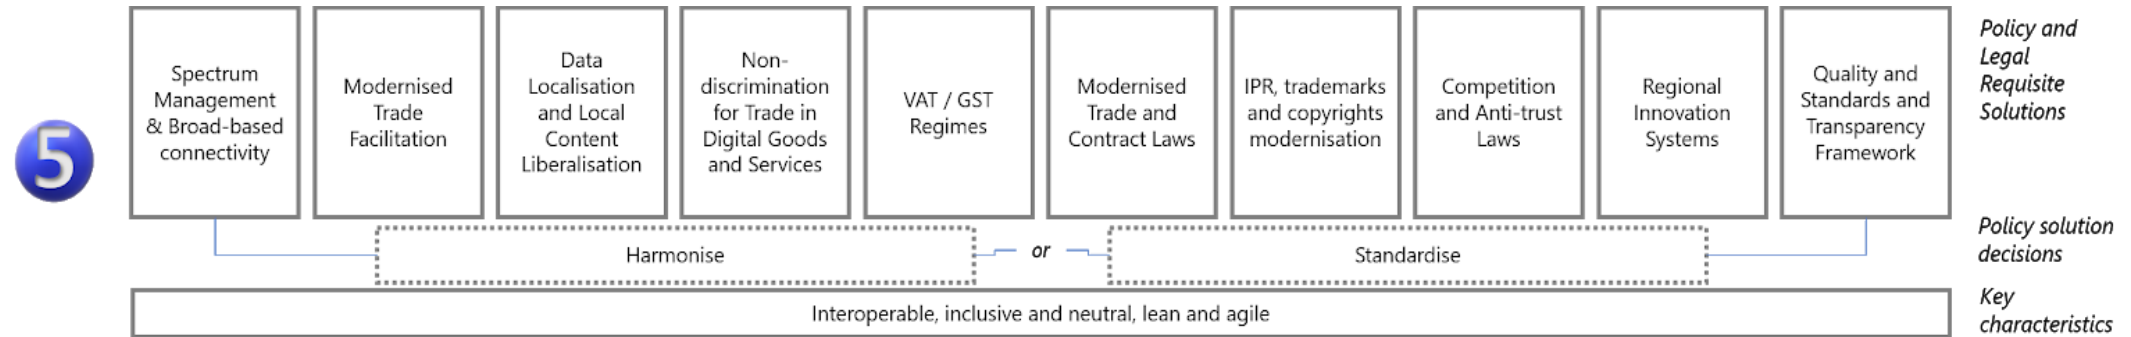 5
Spectrum
Management
& Broad-based
connectivity
Modernised
Trade
Facilitation
Data
Localisation
and Local
Content
Liberalisation
Non-
discrimination
for Trade in
Digital Goods
and Services
VAT / GST
Regimes
Modernised
Trade and
Contract Laws
IPR, trademarks
and copyrights
modernisation
Competition
and Anti-trust
Laws
Regional
Innovation
Systems
Quality and
Standards and
Transparency
Framework
Policy and
Legal
Requisite
Solutions
Harmonise
or
Standardise
Policy solution
decisions
Interoperable, inclusive and neutral, lean and agile
Key
characteristics